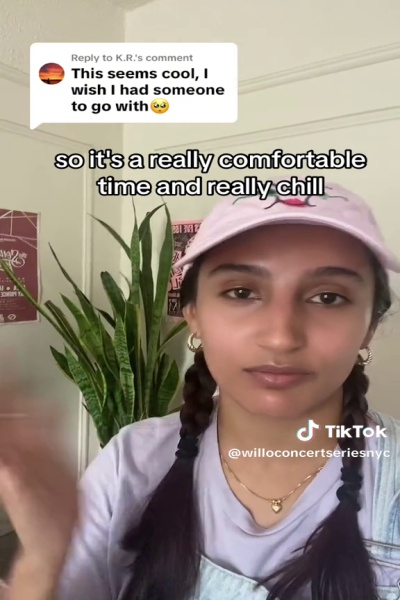 Reply to K.R.'s comment
This seems cool, I
wish I had someone
to go with🥺
so it's a really comfortable
time and really chill
TikTok
@willoconcertseriesnyc